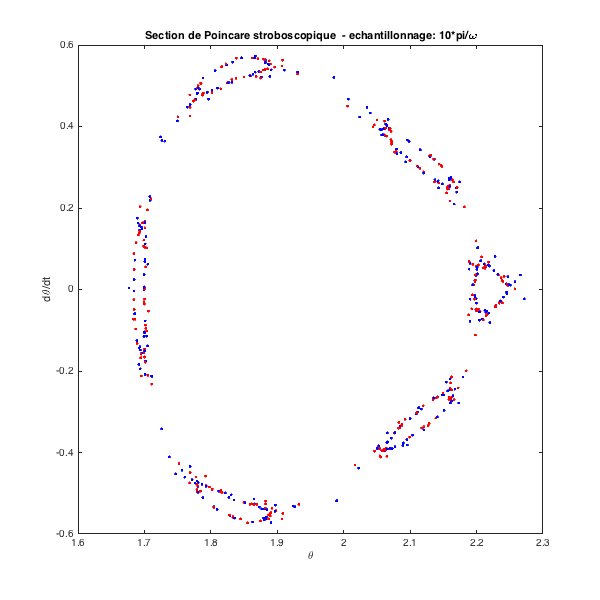 Section de Poincare stroboscopique - echantillonnage: 10*pi/ω
0.6
0.4
0.2
0
-0.2
-0.4
-0.6
dθ/dt
1.6 1.7 1.8 1.9 2 2.1 2.2 2.3
θ